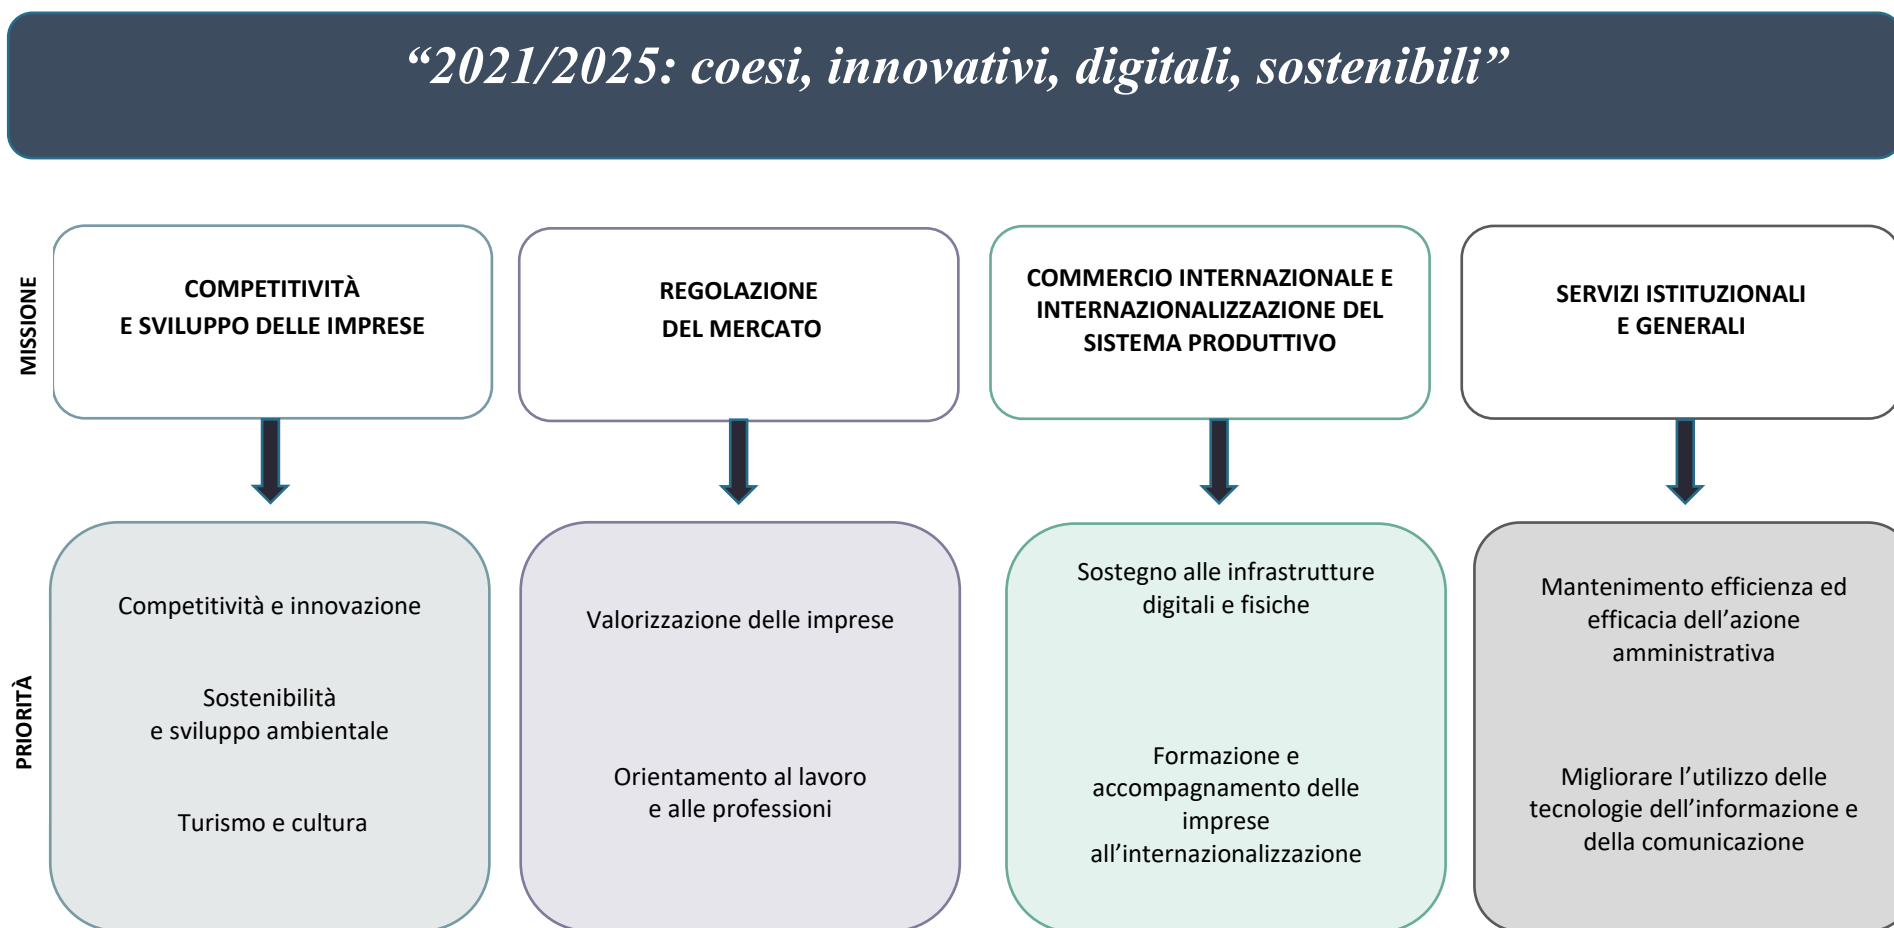 “2021/2025: coesi, innovativi, digitali, sostenibili”
MISSIONE
COMPETITIVITÀ
E SVILUPPO DELLE IMPRESE
REGOLAZIONE
DEL MERCATO
COMMERCIO INTERNAZIONALE E
INTERNAZIONALIZZAZIONE DEL
SISTEMA PRODUTTIVO
SERVIZI ISTITUZIONALI
E GENERALI
PRIORITÀ
Competitività e innovazione
Sostenibilità
e sviluppo ambientale
Turismo e cultura
Valorizzazione delle imprese
Orientamento al lavoro
e alle professioni
Sostegno alle infrastrutture
digitali e fisiche
Formazione e
accompagnamento delle
imprese
all’internazionalizzazione
Mantenimento efficienza ed
efficacia dell’azione
amministrativa
Migliorare l’utilizzo delle
tecnologie dell’informazione e
della comunicazione